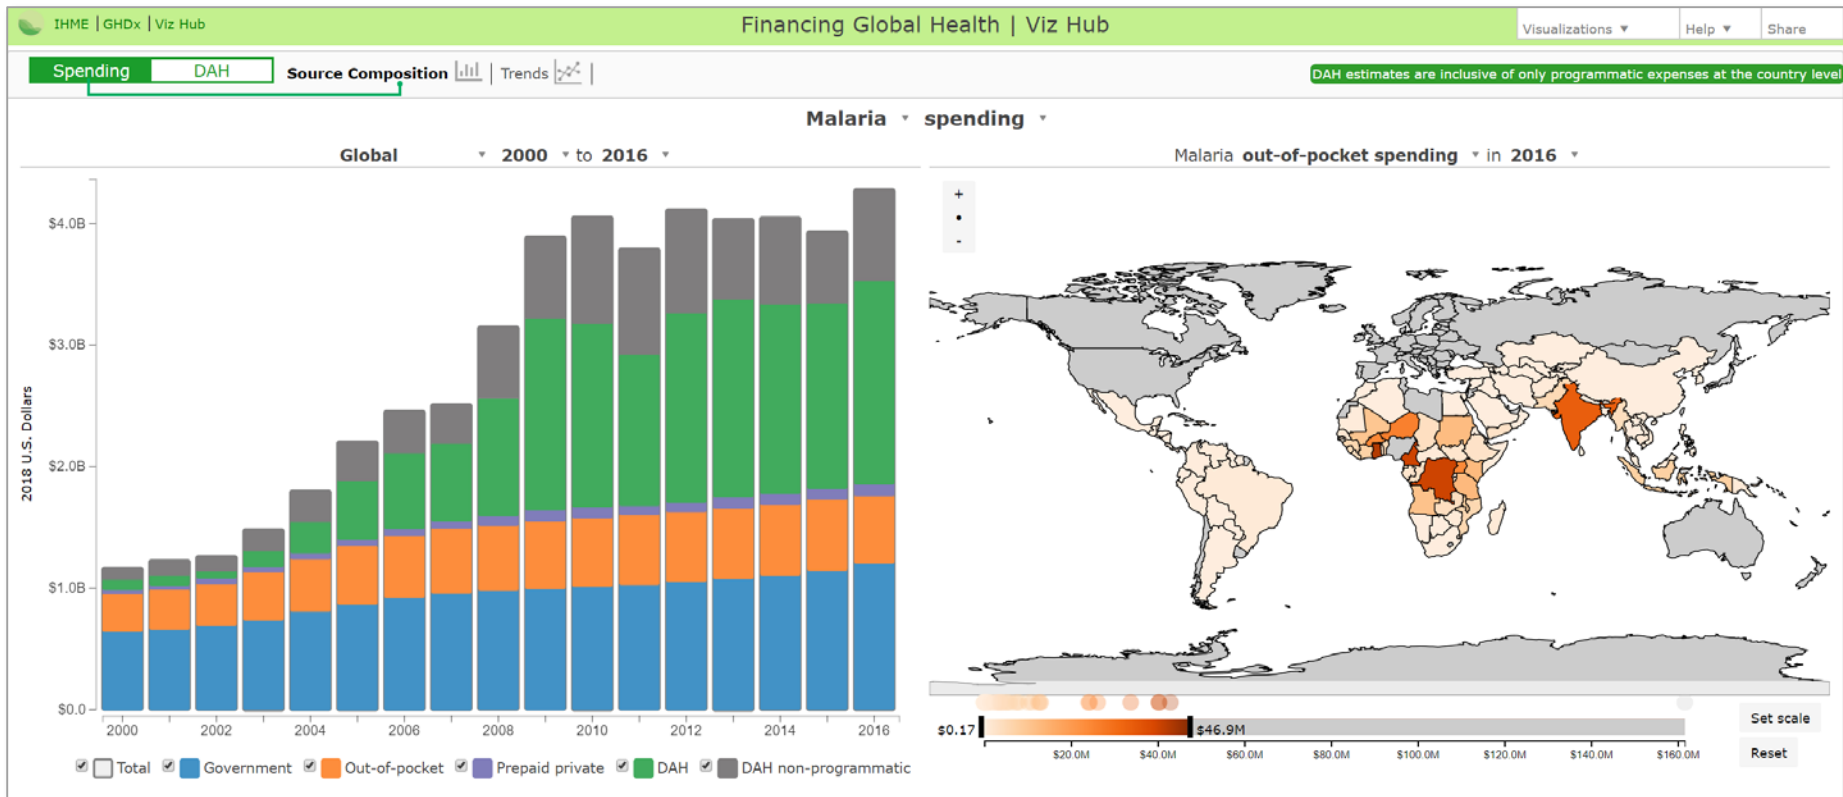 IHME | GHDx | Viz Hub
Financing Global Health | Viz Hub
Visualizations ▼
Help ▼
Share
Spending
DAH
Source Composition
| Trends
|
DAH estimates are inclusive of only programmatic expenses at the country level
Malaria ▼ spending ▼
Global ▼ 2000 ▼ to 2016 ▼
Malaria out-of-pocket spending ▼ in 2016 ▼
+
•
-
2018 U.S. Dollars
$4.0B
$3.0B
$2.0B
$1.0B
$0.0
2000 2002 2004 2006 2008 2010 2012 2014 2016
Total Government Out-of-pocket Prepaid private DAH DAH non-programmatic
$0.17
$46.9M
$20.0M $40.0M $60.0M $80.0M $100.0M $120.0M $140.0M $160.0M
Set scale
Reset